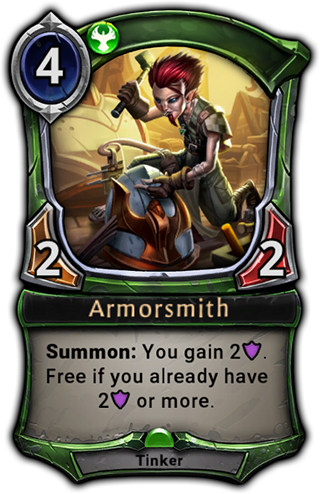 4
2
2
Armorsmith
Summon: You gain 2.
Free if you already have
2 or more.
Tinker